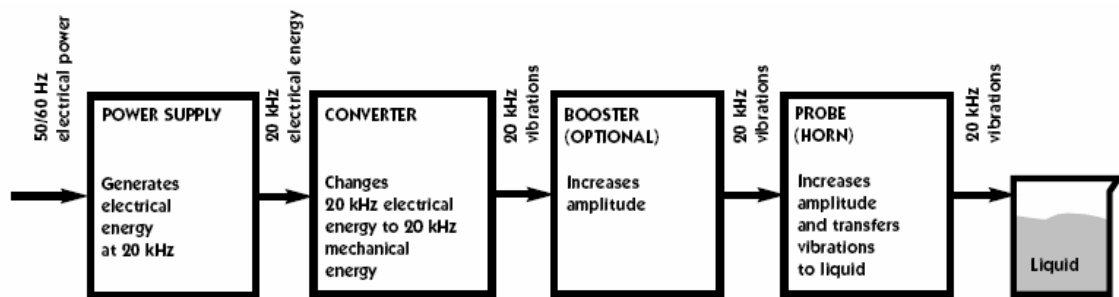 50/60 Hz
electrical power
POWER SUPPLY
Generates
electrical
energy
at 20 kHz
20 kHz
electrical energy
CONVERTER
Changes
20 kHz electrical
energy to 20 kHz
mechanical
energy
20 kHz
vibrations
BOOSTER
(OPTIONAL)
Increases
amplitude
20 kHz
vibrations
PROBE
(HORN)
Increases
amplitude
and transfers
vibrations
to liquid
20 kHz
vibrations
Liquid